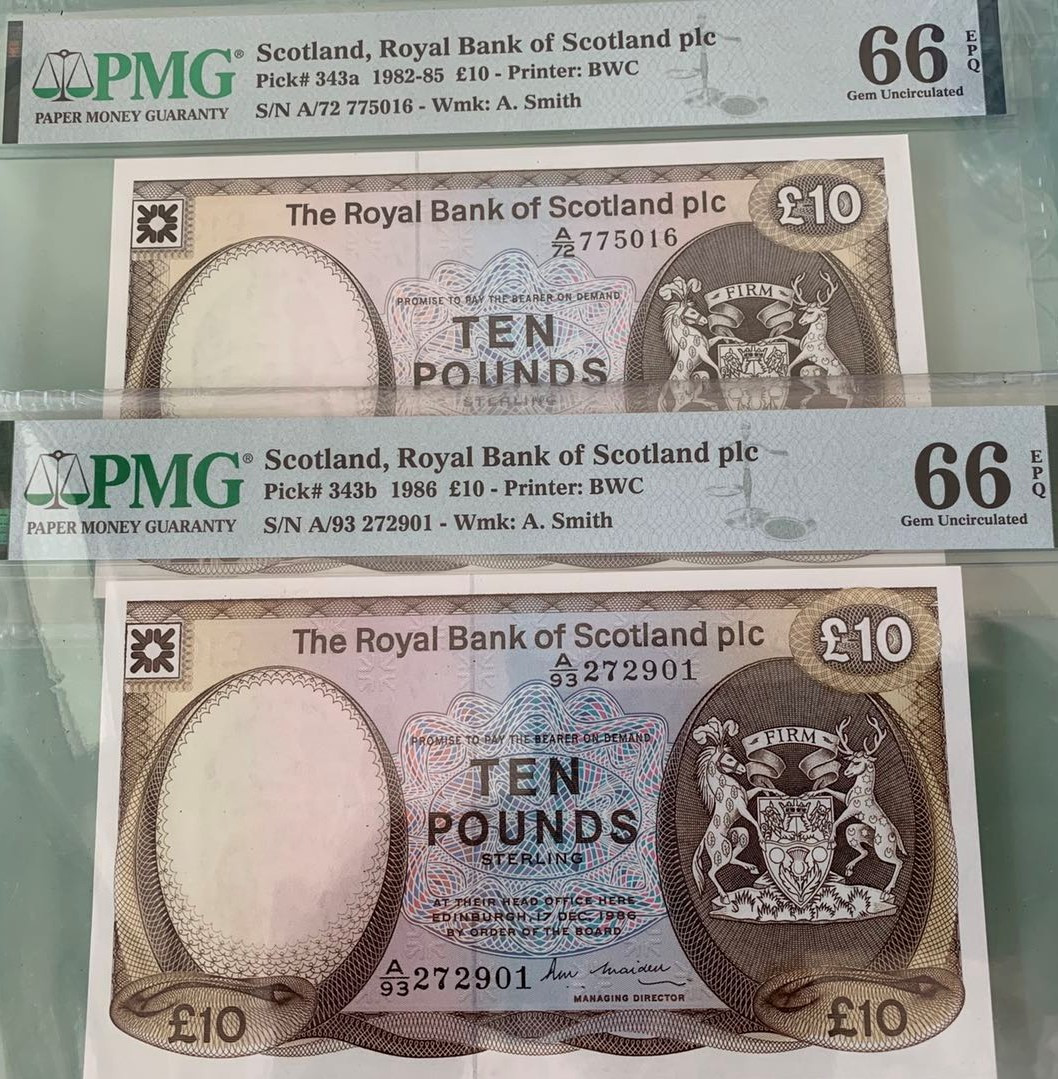 PMG®
PAPER MONEY GUARANTY
Scotland, Royal Bank of Scotland plc
Pick# 343a 1982-85 £10 - Printer: BWC
S/N A/72 775016 - Wmk: A. Smith
66
EPQ
Gem Uncirculated
The Royal Bank of Scotland plc
£10
A/72 775016
PROMISE TO PAY THE BEARER ON DEMAND
FIRM
TEN
POUNDS
STERLING
PMG®
PAPER MONEY GUARANTY
Scotland, Royal Bank of Scotland plc
Pick# 343b 1986 £10 - Printer: BWC
S/N A/93 272901 - Wmk: A. Smith
66
EPQ
Gem Uncirculated
The Royal Bank of Scotland plc
£10
A/93 272901
PROMISE TO PAY THE BEARER ON DEMAND
FIRM
TEN
POUNDS
STERLING
AT THEIR HEAD OFFICE HERE
EDINBURGH, 17 DEC. 1986
BY ORDER OF THE BOARD
A/93 272901
MANAGING DIRECTOR
£10
£10